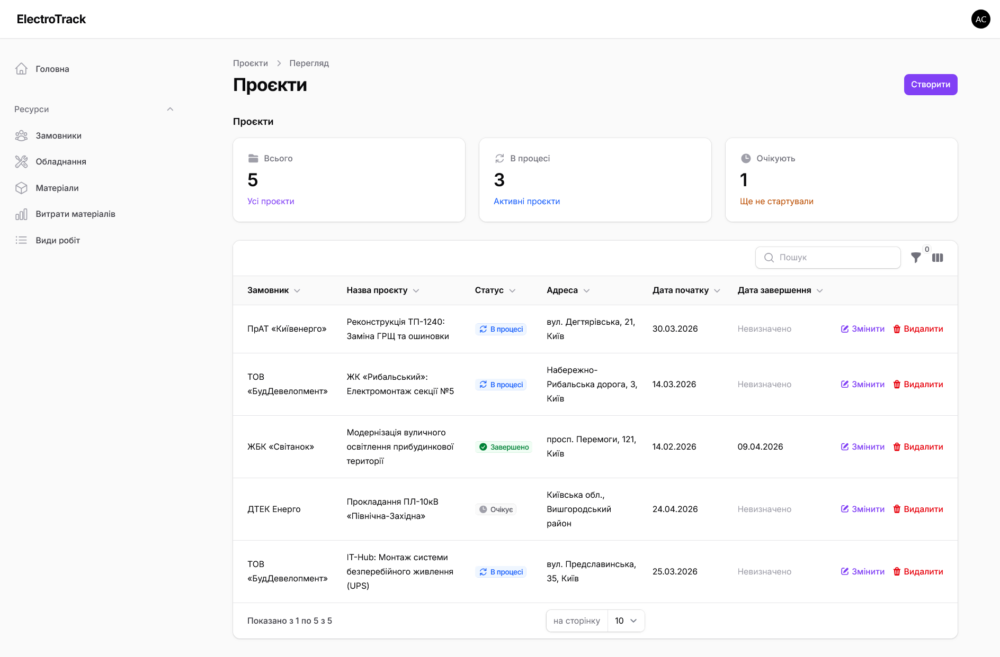 ElectroTrack
AC
Головна
Ресурси
Замовники
Обладнання
Матеріали
Витрати матеріалів
Види робіт
Проєкти > Перегляд
Проєкти
Створити
Проєкти
Всього
5
Усі проєкти
В процесі
3
Активні проєкти
Очікують
1
Ще не стартували
Пошук
0
Замовник Назва проєкту Статус Адреса Дата початку Дата завершення
ПрАТ «Київенерго»
Реконструкція ТП-1240:
Заміна ГРЩ та ошиновки
В процесі
вул. Дегтярівська, 21,
Київ
30.03.2026
Невизначено
Змінити
Видалити
ТОВ
«БудДевелопмент»
ЖК «Рибальський»:
Електромонтаж секції №5
В процесі
Набережно-
Рибальська дорога, 3,
Київ
14.03.2026
Невизначено
Змінити
Видалити
ЖБК «Світанок»
Модернізація вуличного
освітлення прибудинкової
території
Завершено
просп. Перемоги, 121,
Київ
14.02.2026
09.04.2026
Змінити
Видалити
ДТЕК Енерго
Прокладання ПЛ-10кВ
«Північна-Західна»
Очікує
Київська обл.,
Вишгородський
район
24.04.2026
Невизначено
Змінити
Видалити
ТОВ
«БудДевелопмент»
IT-Hub: Монтаж системи
безперебійного живлення
(UPS)
В процесі
вул. Предславинська,
35, Київ
25.03.2026
Невизначено
Змінити
Видалити
Показано з 1 по 5 з 5
на сторінку 10